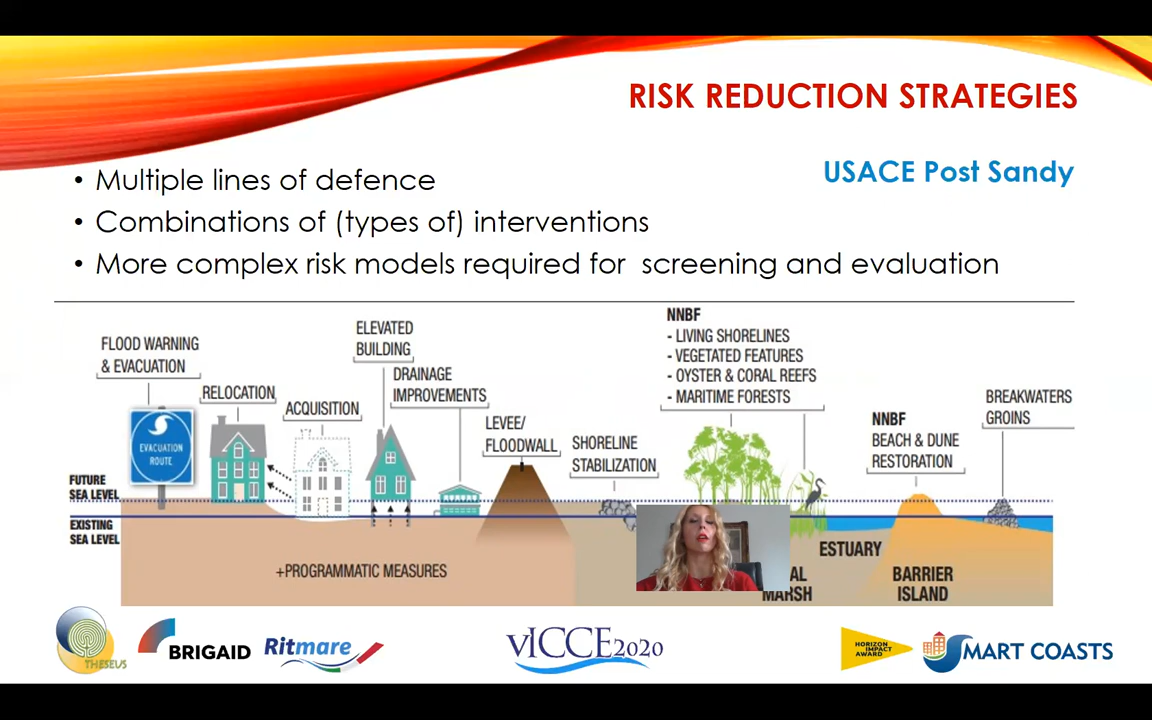 RISK REDUCTION STRATEGIES
USACE Post Sandy
• Multiple lines of defence
• Combinations of (types of) interventions
• More complex risk models required for screening and evaluation
FLOOD WARNING
& EVACUATION
RELOCATION
ACQUISITION
ELEVATED
BUILDING
DRAINAGE
IMPROVEMENTS
LEVEE/
FLOODWALL
SHORELINE
STABILIZATION
NNBF
- LIVING SHORELINES
- VEGETATED FEATURES
- OYSTER & CORAL REEFS
- MARITIME FORESTS
NNBF
BEACH & DUNE
RESTORATION
BREAKWATERS
GROINS
EVACUATION
ROUTE
FUTURE
SEA LEVEL
EXISTING
SEA LEVEL
+PROGRAMMATIC MEASURES
ESTUARY
AL
MARSH
BARRIER
ISLAND
THESEUS
BRIGAID
Ritmare
vICCE2020
HORIZON
IMPACT
AWARD
SMART COASTS